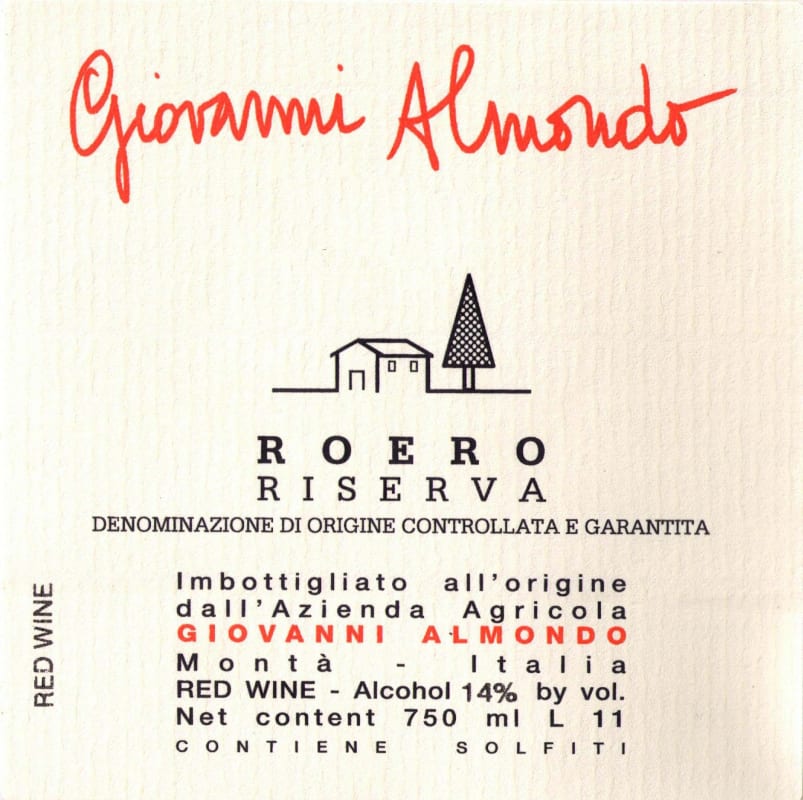 Giovanni Almondo
ROERO
RISERVA
DENOMINAZIONE DI ORIGINE CONTROLLATA E GARANTITA
Imbottigliato all'origine
dall'Azienda Agricola
GIOVANNI ALMONDO
Montà - Italia
RED WINE - Alcohol 14% by vol.
Net content 750 ml L 11
CONTIENE SOLFITI
RED WINE